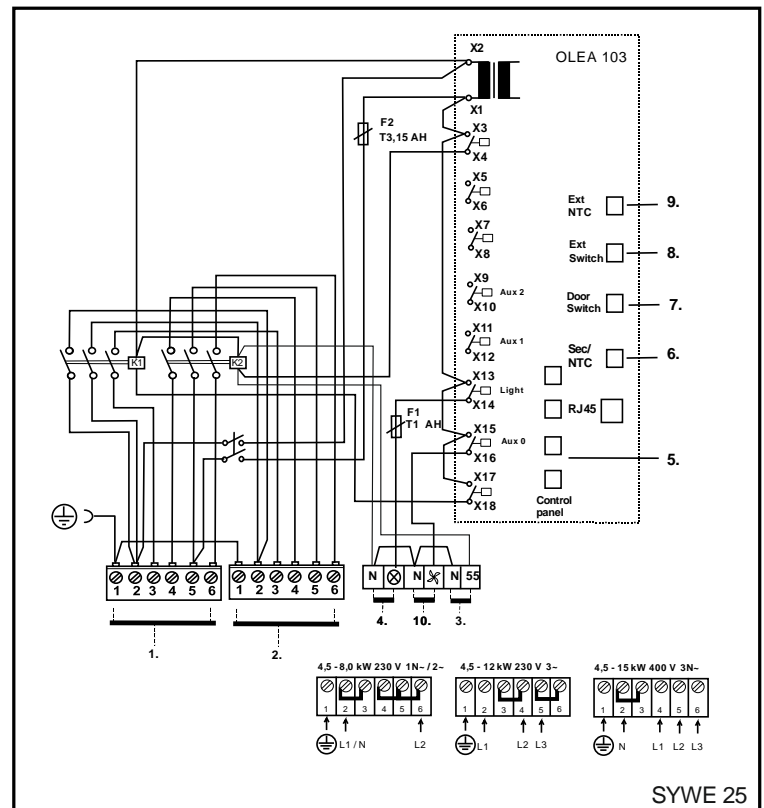 X2
OLEA 103
X1
F2
T3,15 AH
X3
X4
X5
X6
Ext
NTC
9.
X7
X8
Ext
Switch
8.
X9
X10
Aux 2
Door
Switch
7.
X11
X12
Aux 1
Sec/
NTC
6.
K1
K2
X13
X14
Light
F1
T1 AH
RJ45
X15
X16
Aux 0
5.
X17
X18
Control
panel
1 2 3 4 5 6
1 2 3 4 5 6
N N N 55
1.
2.
4.
10.
3.
4,5 - 8,0 kW 230 V 1N~ / 2~
1 2 3 4 5 6
L1 / N L2
4,5 - 12 kW 230 V 3~
1 2 3 4 5 6
L1 L2 L3
4,5 - 15 kW 400 V 3N~
1 2 3 4 5 6
N L1 L2 L3
SYWE 25